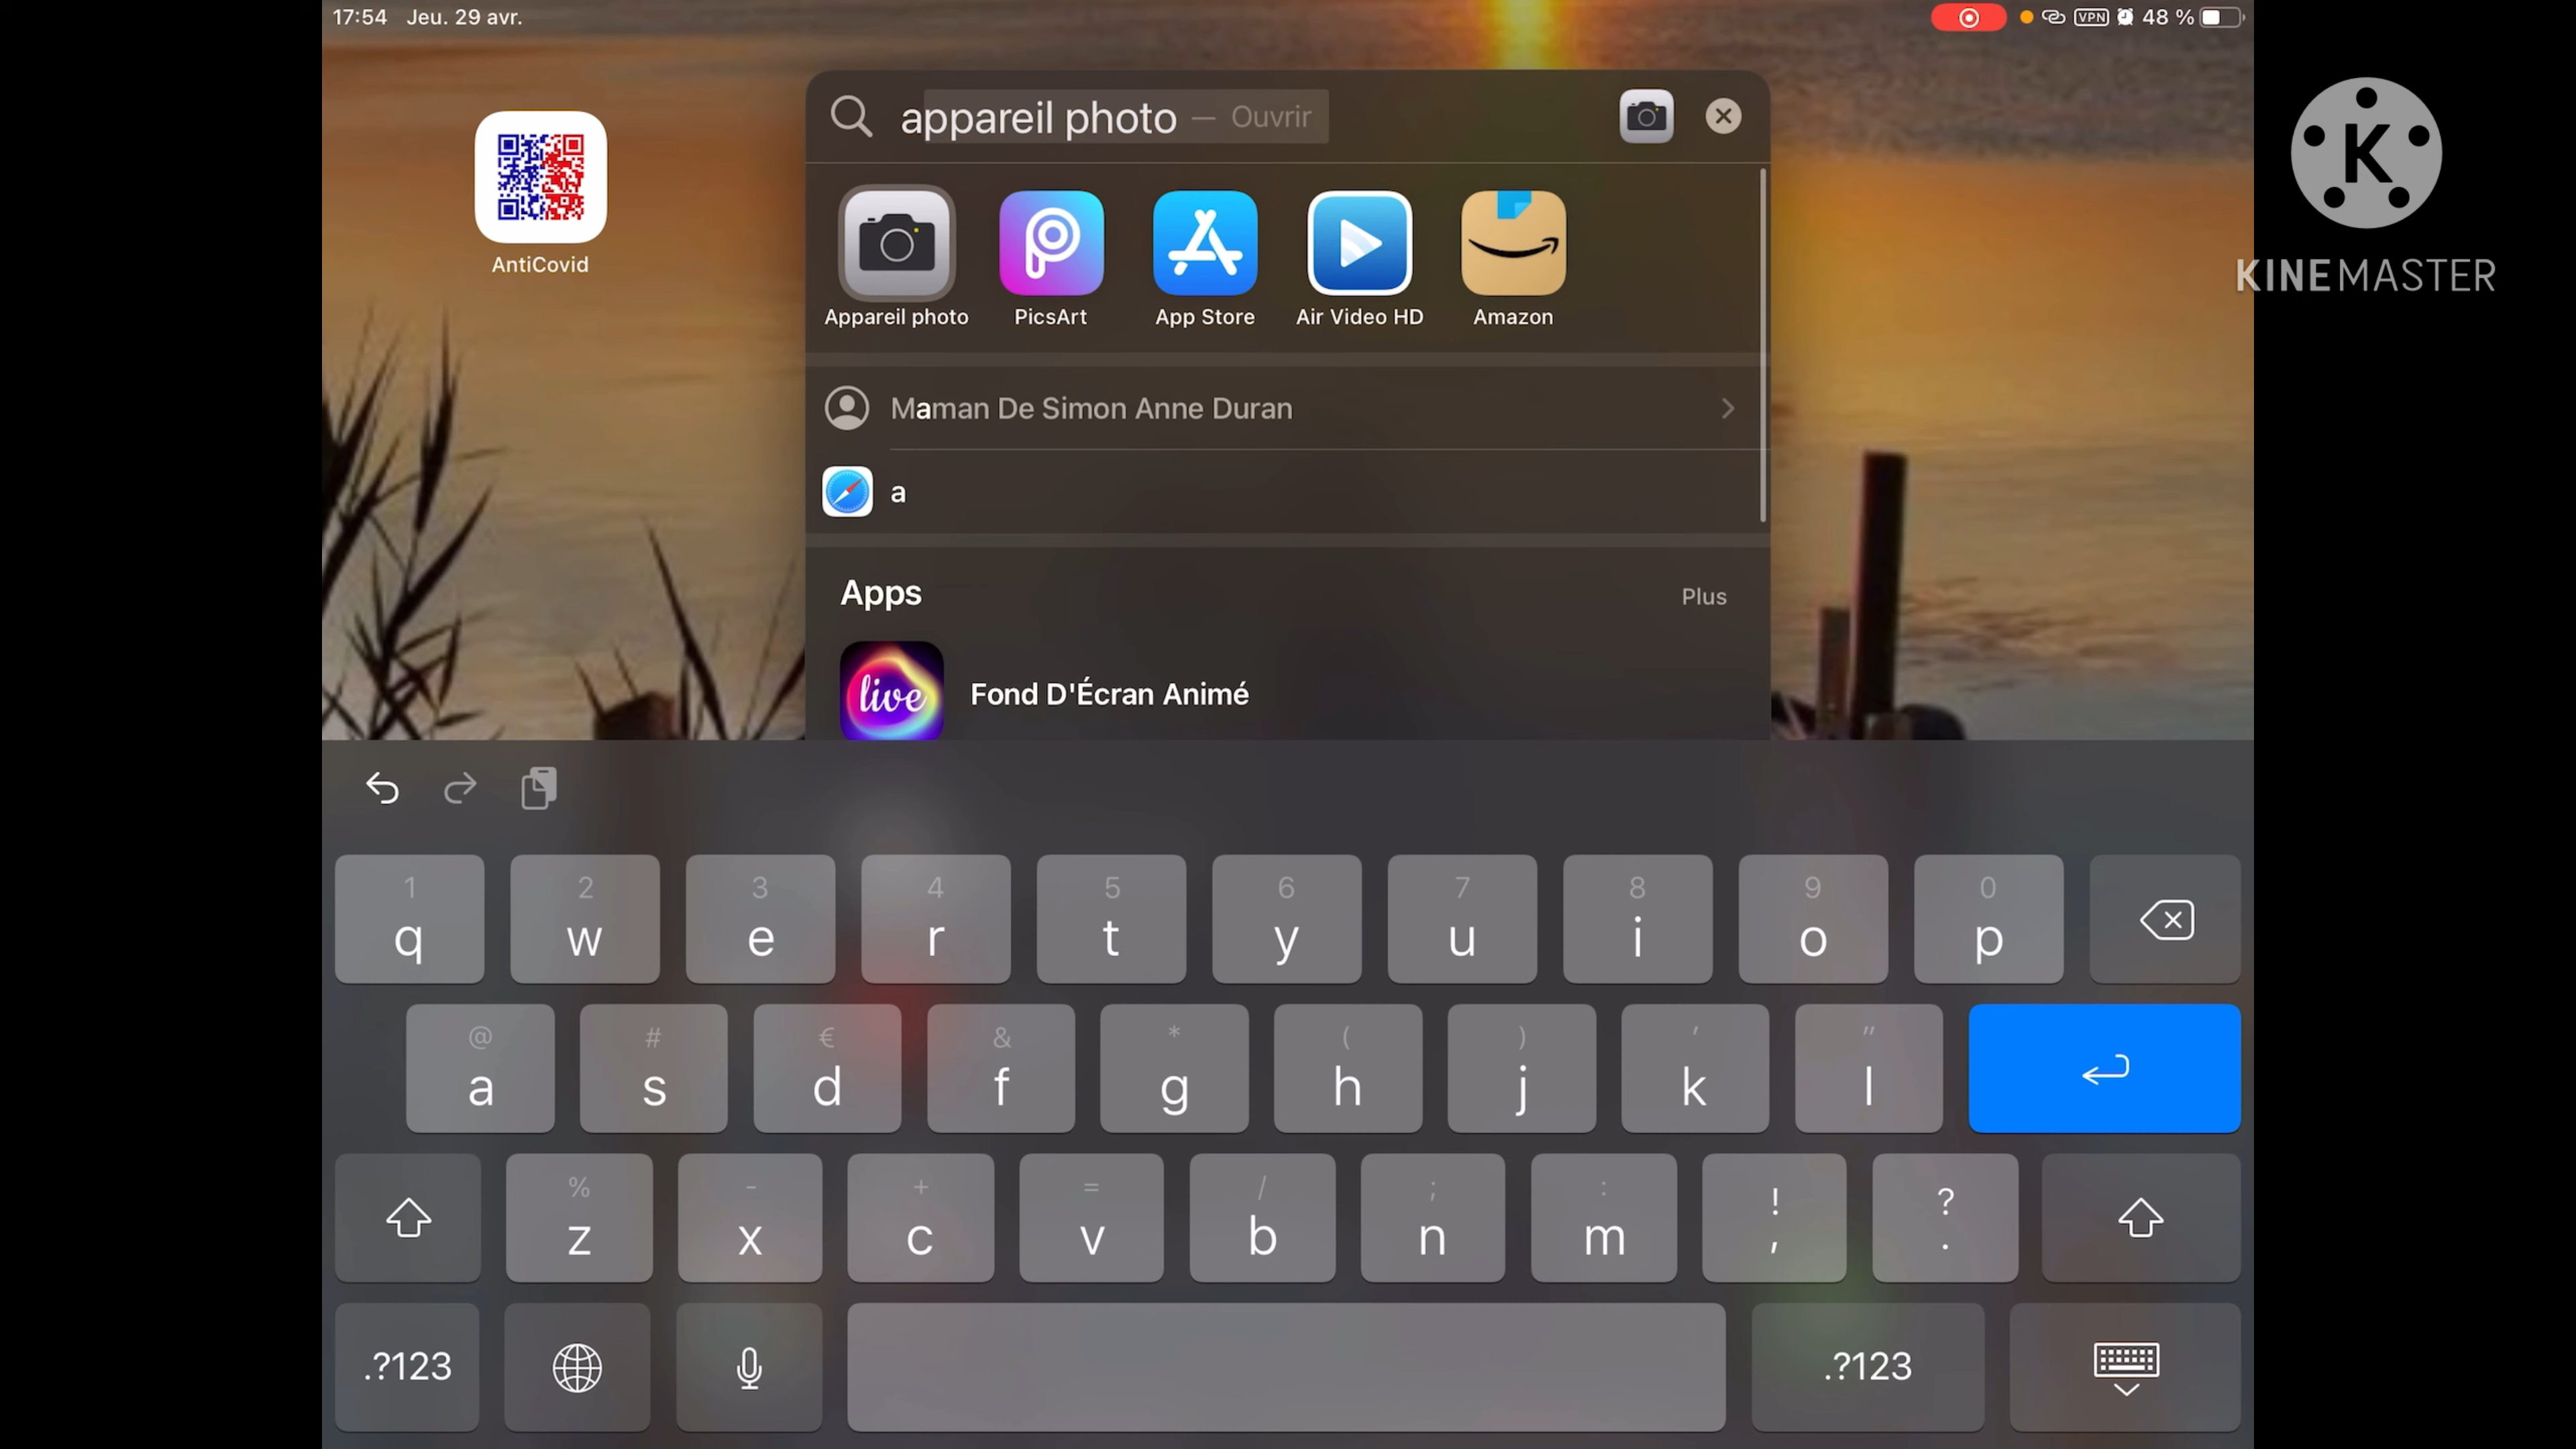 17:54 Jeu. 29 avr.
VPN 48 %
appareil photo — Ouvrir
K
KINEMASTER
AntiCovid
Appareil photo
PicsArt
App Store
Air Video HD
Amazon
Maman De Simon Anne Duran
a
Apps
Plus
live
Fond D'Écran Animé
1 2 3 4 5 6 7 8 9 0
q w e r t y u i o p
@ # € & * ( ) ' "
a s d f g h j k l
% - + = / ; : ! ?
z x c v b n m , .
.?123 .?123